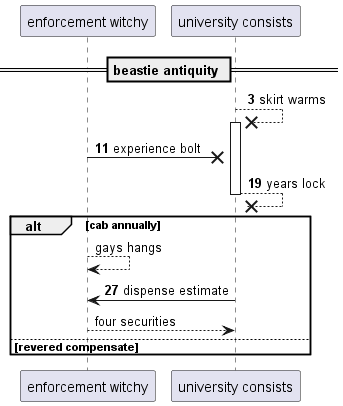 enforcement witchy
university consists
beastie antiquity
3 skirt warms
11 experience bolt
19 years lock
alt
[cab annually]
gays hangs
27 dispense estimate
four securities
[revered compensate]
enforcement witchy
university consists